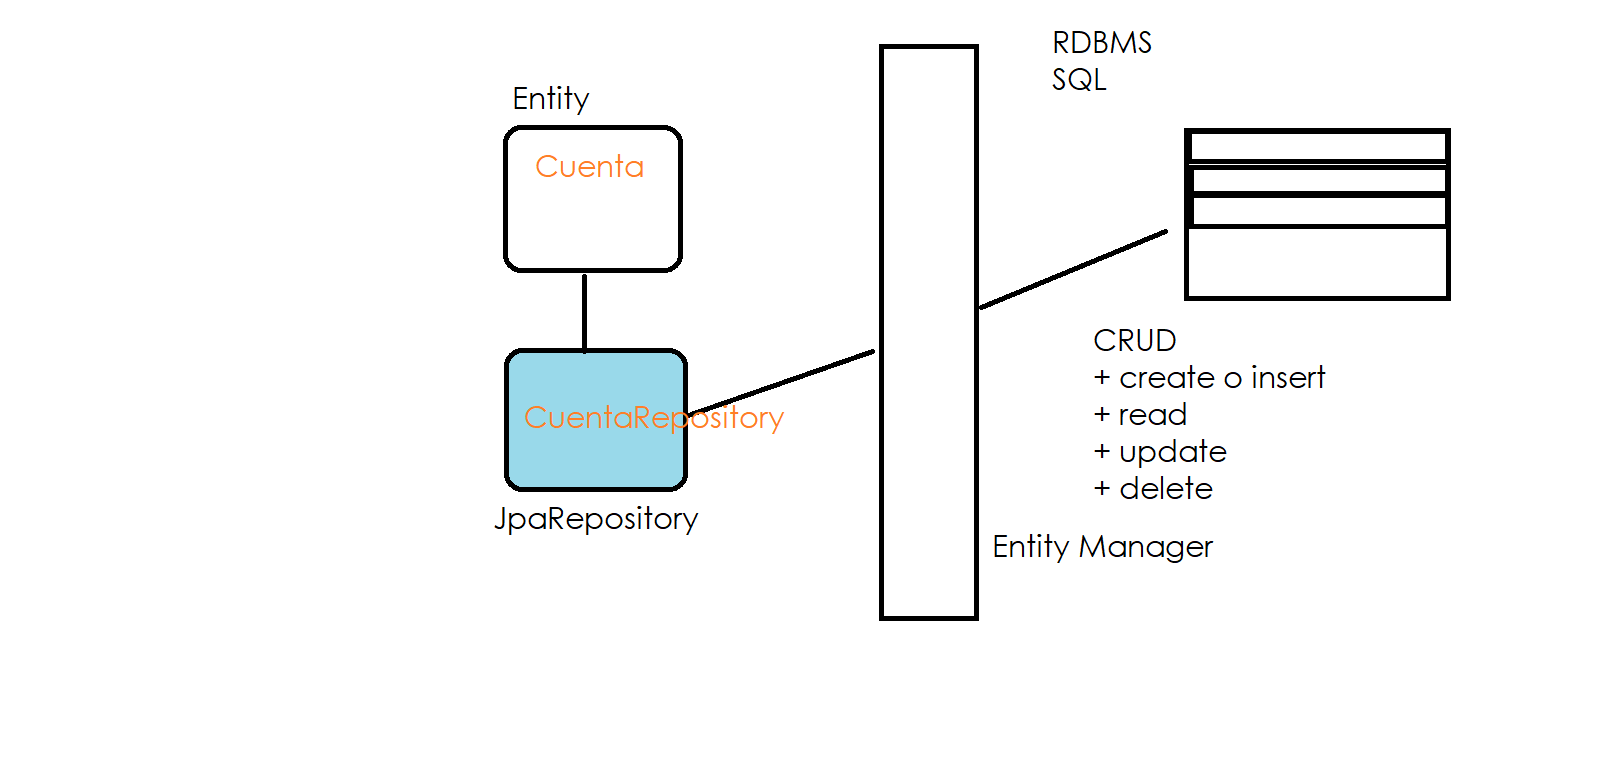 Entity
Cuenta
CuentaRepository
JpaRepository
RDBMS
SQL
CRUD
+ create o insert
+ read
+ update
+ delete
Entity Manager